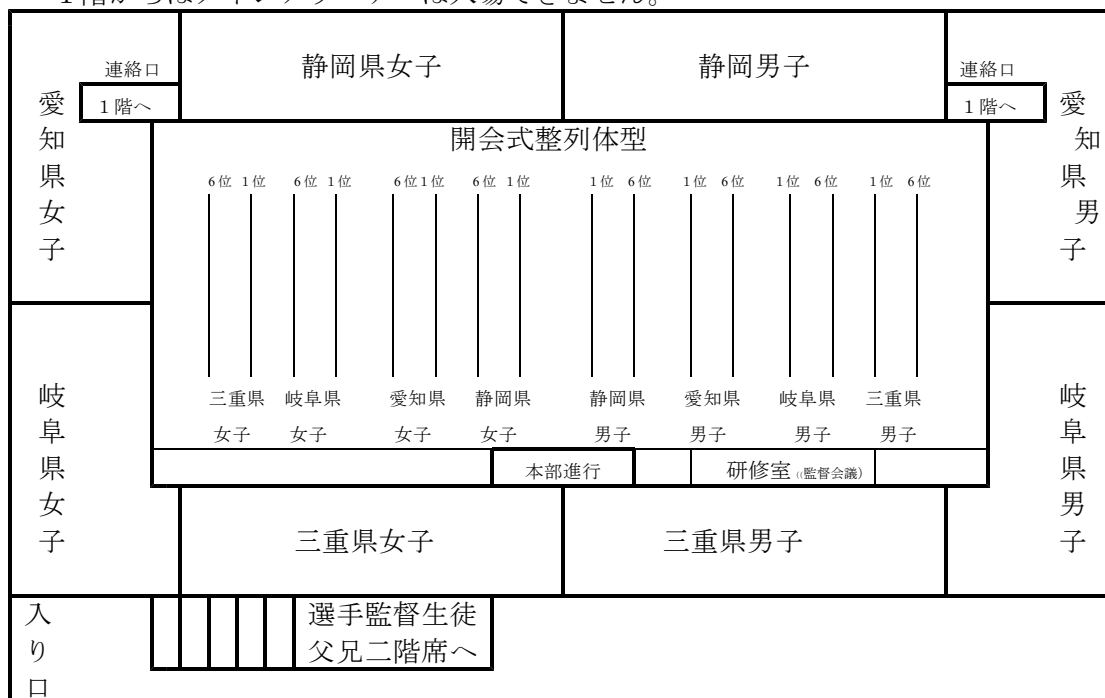 静岡県女子
静岡男子
連絡口
連絡口
1階へ
1階へ
愛知県女子
愛知県男子
開会式整列体型
6位 1位 6位 1位 6位1位 6位 1位 1位 6位 1位 6位 1位 6位 1位 6位
三重県 岐阜県 愛知県 静岡県 静岡県 愛知県 岐阜県 三重県
女子 女子 女子 女子 男子 男子 男子 男子
岐阜県女子
岐阜県男子
本部進行
研修室((監督会議)
三重県女子
三重県男子
入り口
選手監督生徒
父兄二階席へ